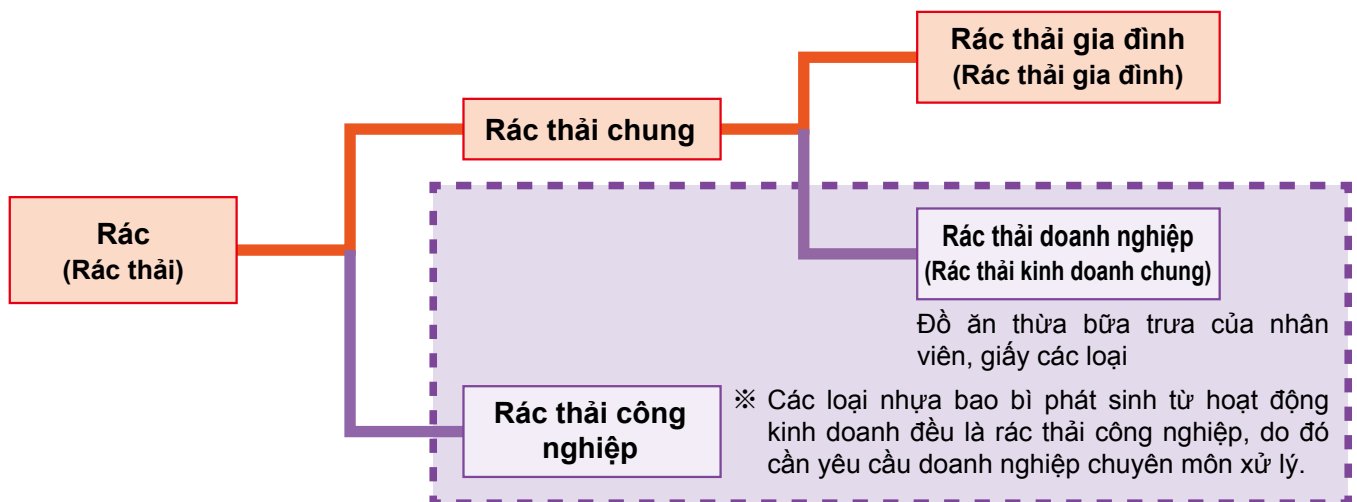 Rác thải gia đình
(Rác thải gia đình)
Rác thải chung
Rác
(Rác thải)
Rác thải doanh nghiệp
(Rác thải kinh doanh chung)
Đồ ăn thừa bữa trưa của nhân
viên, giấy các loại
Rác thải công
nghiệp
※ Các loại nhựa bao bì phát sinh từ hoạt động
kinh doanh đều là rác thải công nghiệp, do đó
cần yêu cầu doanh nghiệp chuyên môn xử lý.